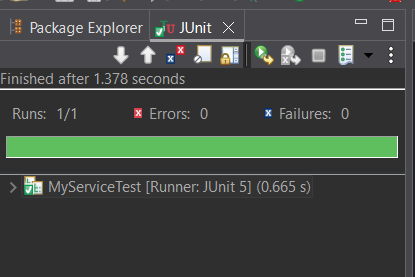 Package Explorer JUnit
Finished after 1.378 seconds
Runs: 1/1 Errors: 0 Failures: 0
MyServiceTest [Runner: JUnit 5] (0.665 s)